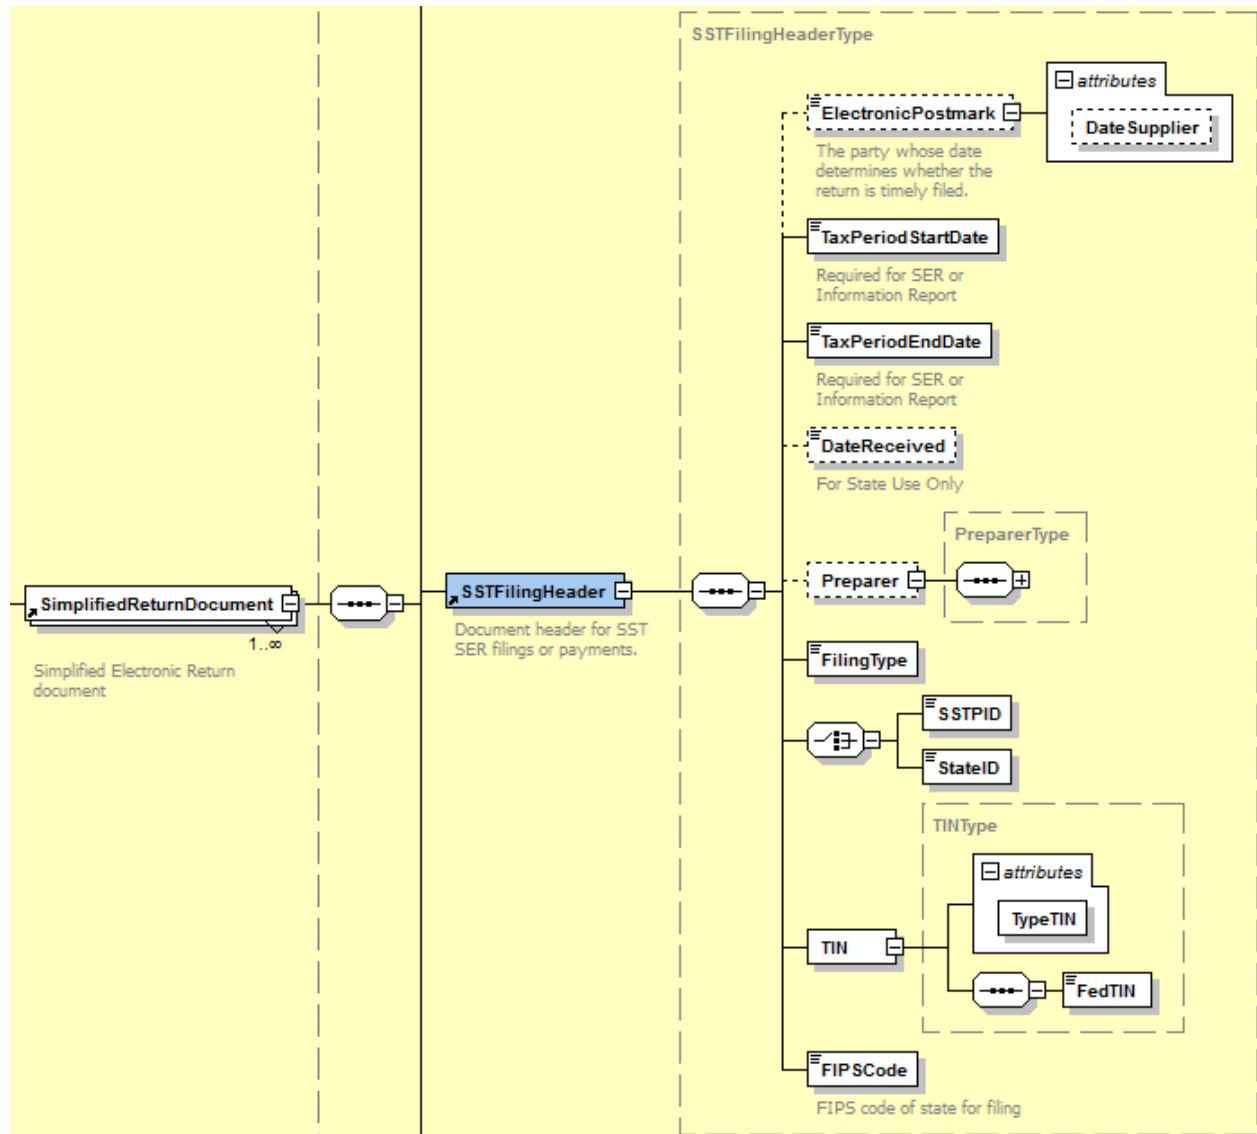 SSTFilingHeaderType
attributes
ElectronicPostmark
DateSupplier
The party whose date
determines whether the
return is timely filed.
TaxPeriodStartDate
Required for SER or
Information Report
TaxPeriodEndDate
Required for SER or
Information Report
DateReceived
For State Use Only
PreparerType
Preparer
SimplifiedReturnDocument
1..∞
Simplified Electronic Return
document
SSTFilingHeader
Document header for SST
SER filings or payments.
FilingType
SSTPID
StateID
TINType
attributes
TypeTIN
TIN
FedTIN
FIPSCode
FIPS code of state for filing